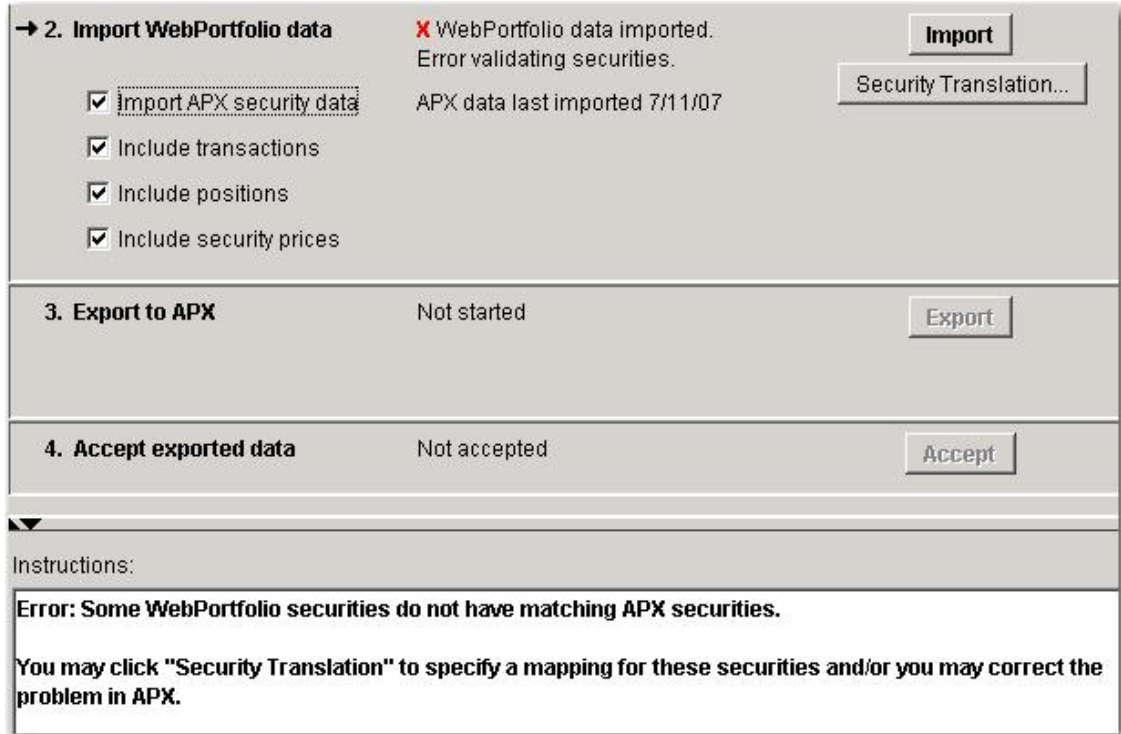 2. Import WebPortfolio data
X WebPortfolio data imported.
Error validating securities.
Import
Security Translation...
Import APX security data
APX data last imported 7/11/07
Include transactions
Include positions
Include security prices
3. Export to APX
Not started
Export
4. Accept exported data
Not accepted
Accept
Instructions:
Error: Some WebPortfolio securities do not have matching APX securities.
You may click "Security Translation" to specify a mapping for these securities and/or you may correct the
problem in APX.